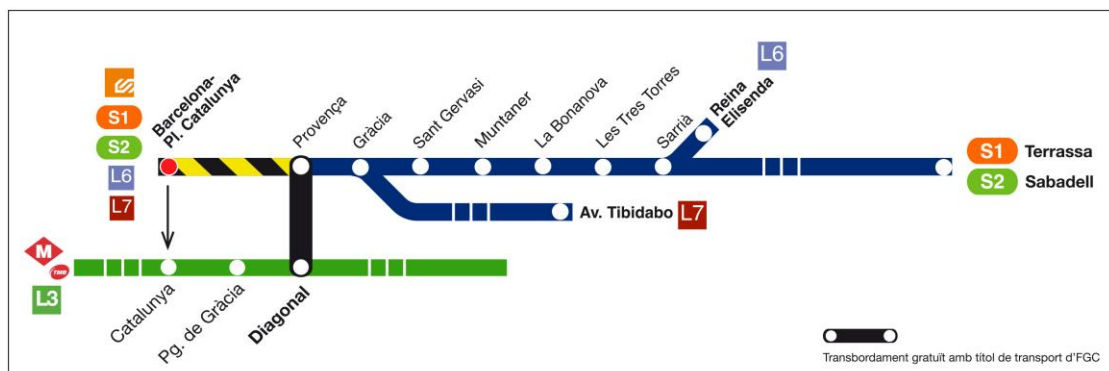 S1
S2
L6
L7
Barcelona-
Pl. Catalunya
Provença
Gràcia
Sant Gervasi
Muntaner
La Bonanova
Les Tres Torres
Sarrià
Reina
Elisenda
L6
S1 Terrassa
S2 Sabadell
Av. Tibidabo L7
M
TMB
L3
Catalunya
Pg. de Gràcia
Diagonal
Transbordament gratuït amb títol de transport d'FGC